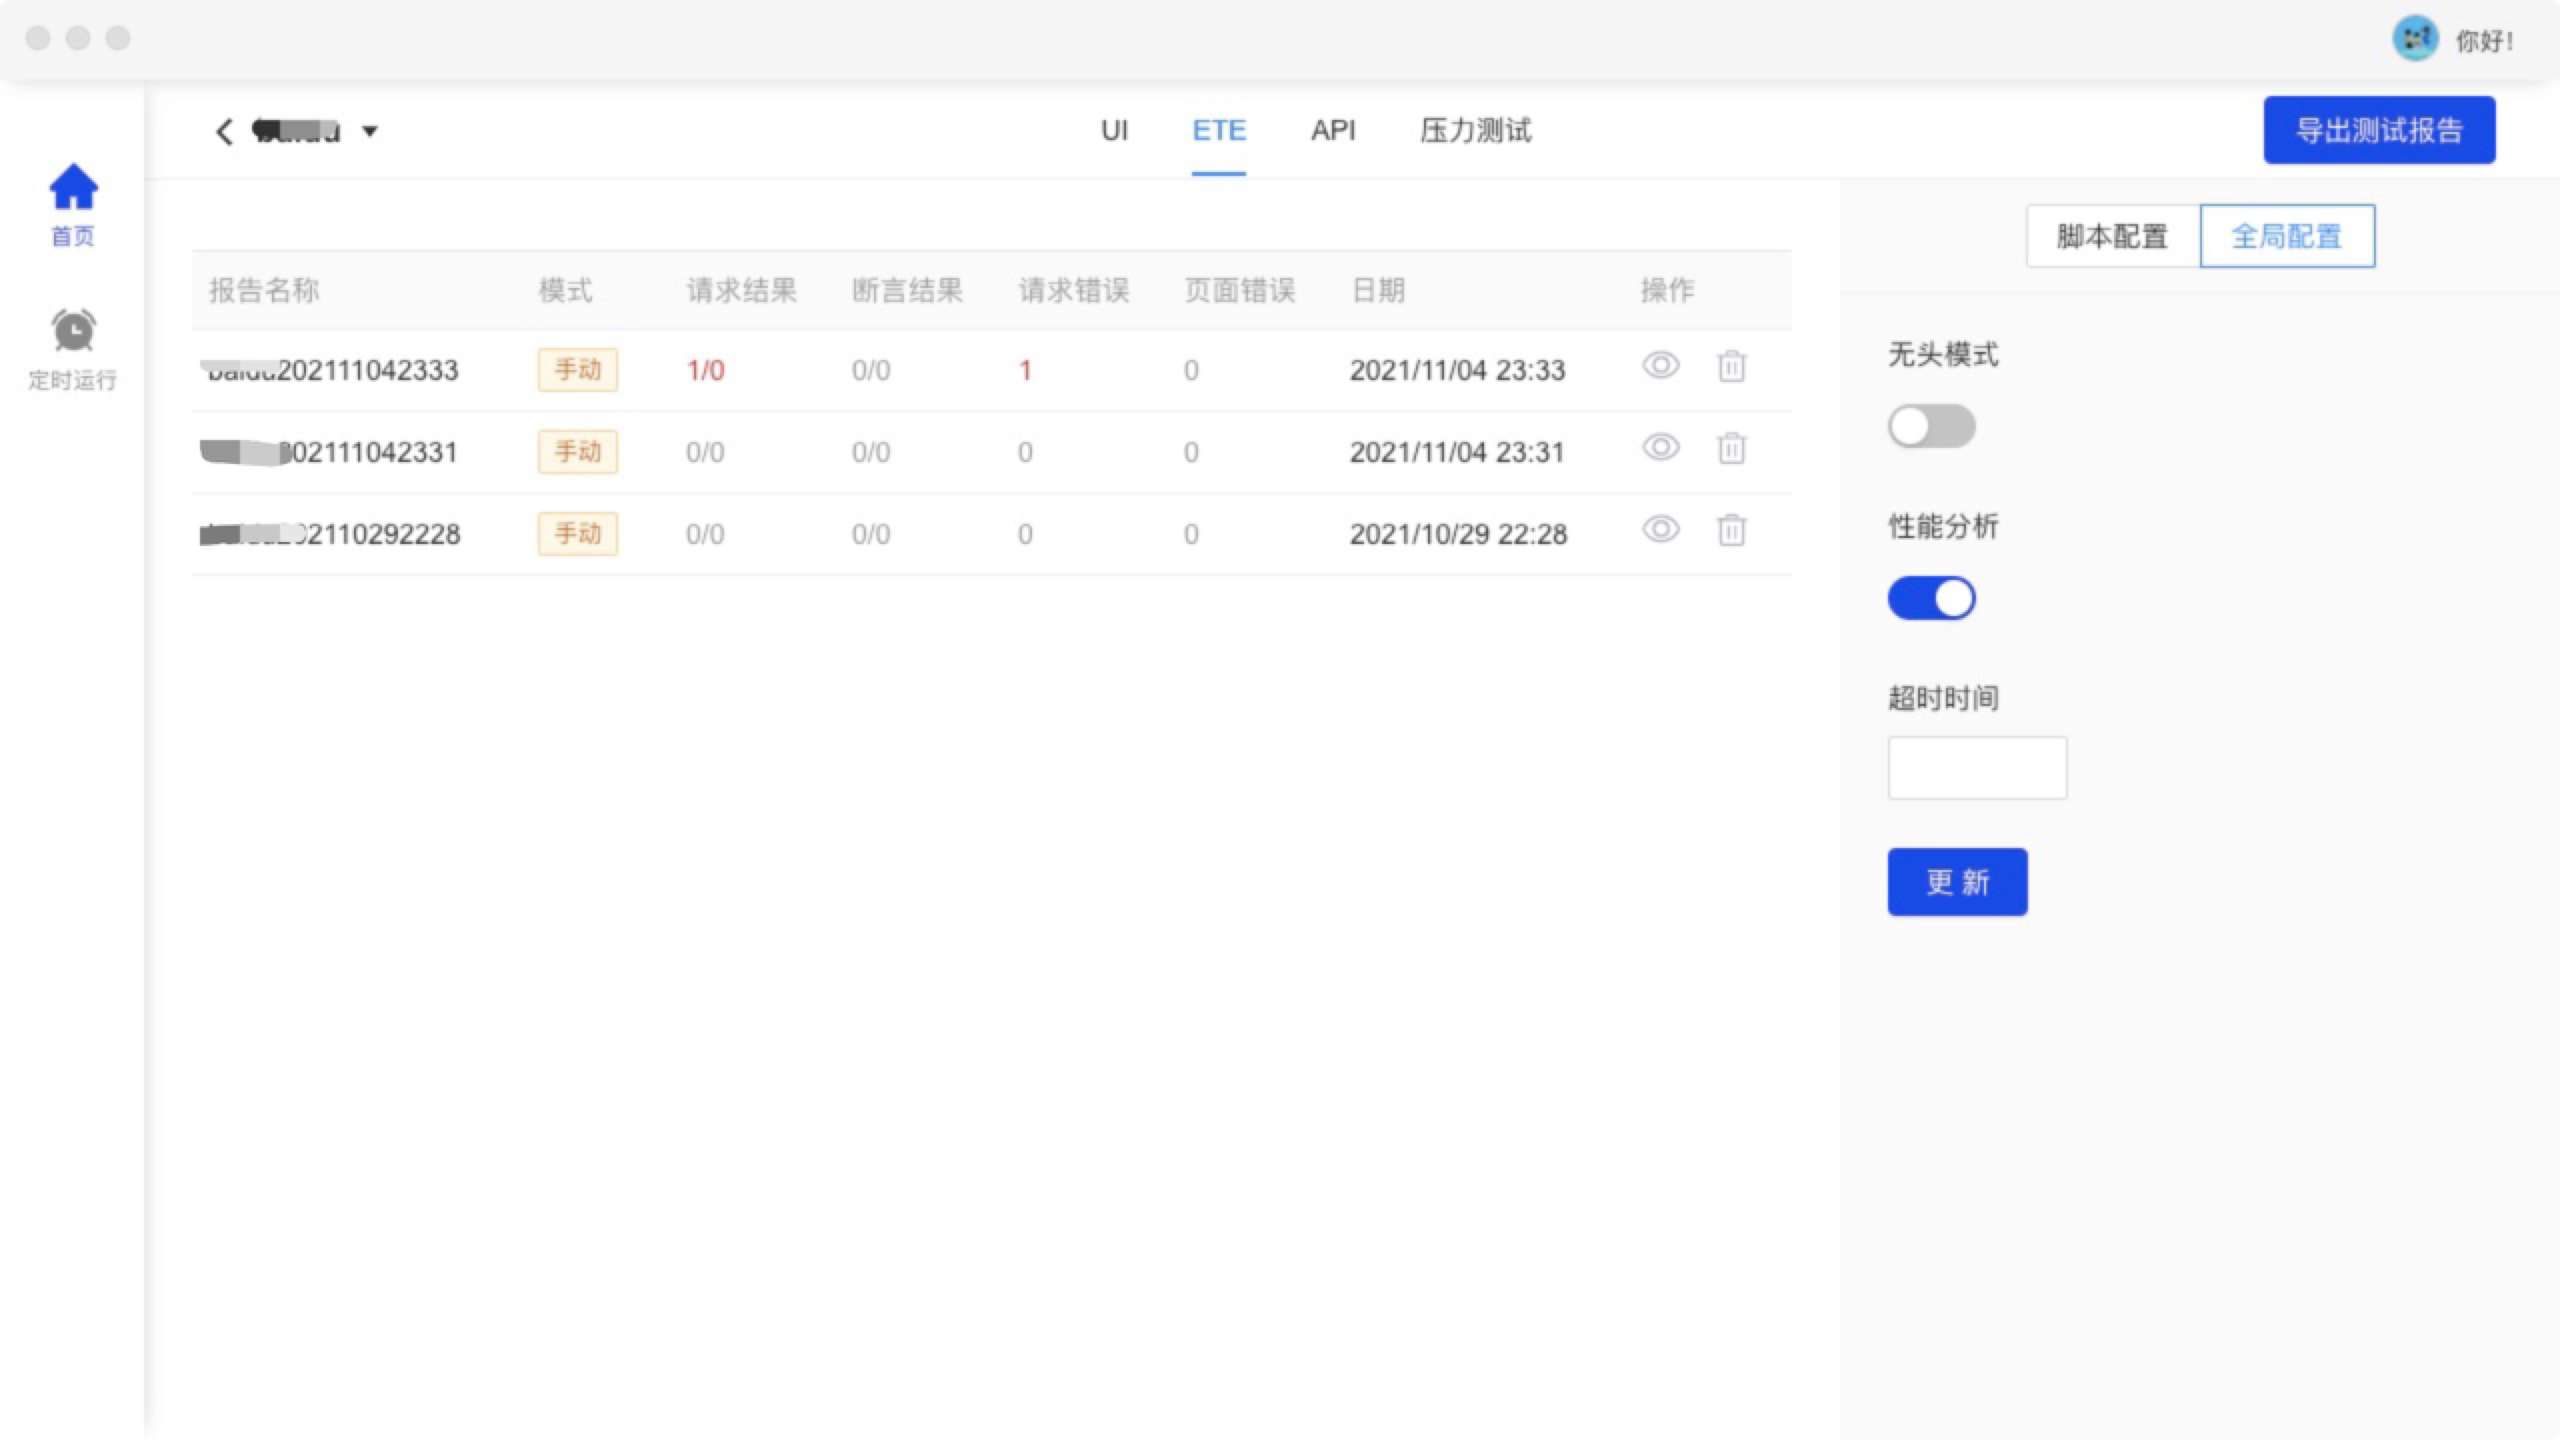 你好!
UI ETE API 压力测试
导出测试报告
首页
定时运行
脚本配置 全局配置
报告名称 模式 请求结果 断言结果 请求错误 页面错误 日期 操作
baidu202111042333 手动 1/0 0/0 1 0 2021/11/04 23:33
02111042331 手动 0/0 0/0 0 0 2021/11/04 23:31
2110292228 手动 0/0 0/0 0 0 2021/10/29 22:28
无头模式
性能分析
超时时间
更新